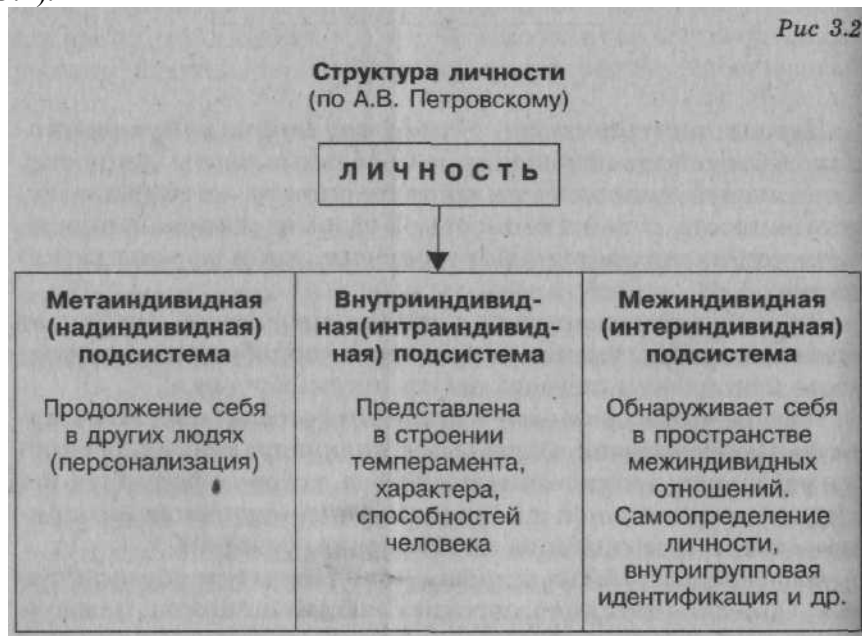 Рис 3.2
Структура личности
(по А.В. Петровскому)
ЛИЧНОСТЬ
Метаиндивидная
(надиндивидная)
подсистема
Продолжение себя
в других людях
(персонализация)
Внутрииндивид-
ная(интраиндивид-
ная) подсистема
Представлена
в строении
темперамента,
характера,
способностей
человека
Межиндивидная
(интериндивидная)
подсистема
Обнаруживает себя
в пространстве
межиндивидных
отношений.
Самоопределение
личности,
внутригрупповая
идентификация и др.